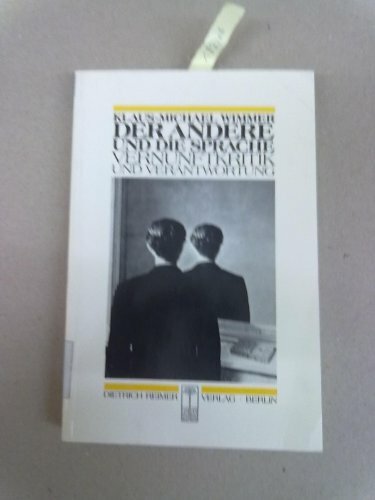 KLAUS-MICHAEL WIMMER
DER ANDERE
UND DIE SPRACHE
VERNUNFTKRITIK
UND VERANTWORTUNG
DIETRICH REIMER VERLAG · BERLIN